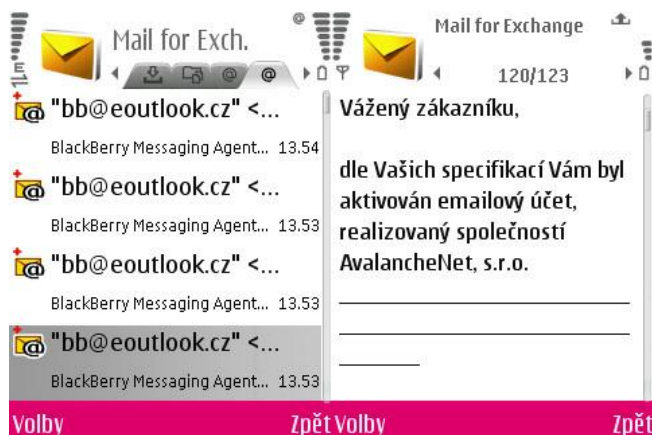 Mail for Exch.
"bb@eoutlook.cz" <...
BlackBerry Messaging Agent... 13.54
"bb@eoutlook.cz" <...
BlackBerry Messaging Agent... 13.53
"bb@eoutlook.cz" <...
BlackBerry Messaging Agent... 13.53
"bb@eoutlook.cz" <...
BlackBerry Messaging Agent... 13.53
Volby Zpět
Mail for Exchange
120/123
Vážený zákazníku,
dle Vašich specifikací Vám byl
aktivován emailový účet,
realizovaný společností
AvalancheNet, s.r.o.
Volby Zpět